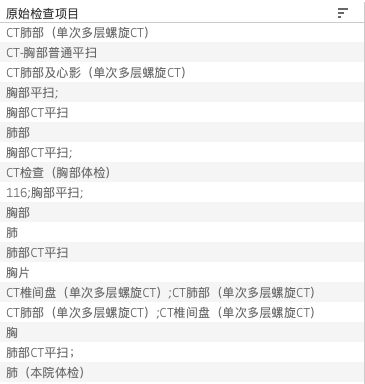 原始检查项目
CT肺部（单次多层螺旋CT）
CT-胸部普通平扫
CT肺部及心影（单次多层螺旋CT）
胸部平扫;
胸部CT平扫
肺部
胸部CT平扫;
CT检查（胸部体检）
116;胸部平扫;
胸部
肺
肺部CT平扫
胸片
CT椎间盘（单次多层螺旋CT）;CT肺部（单次多层螺旋CT）
CT肺部（单次多层螺旋CT）;CT椎间盘（单次多层螺旋CT）
胸
肺部CT平扫；
肺（本院体检）